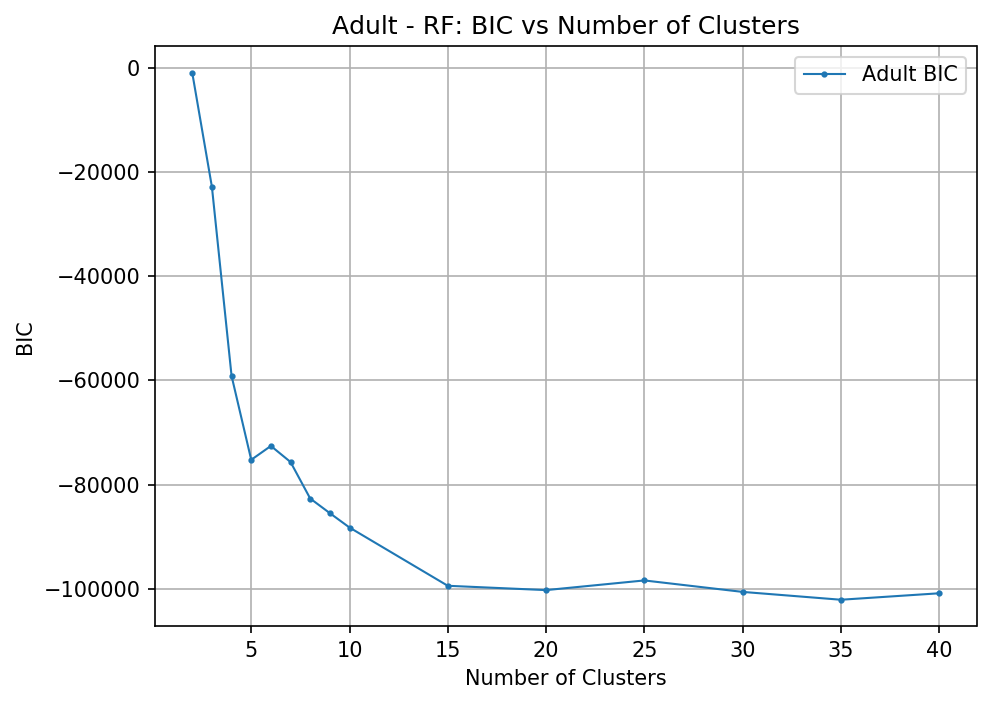 Adult - RF: BIC vs Number of Clusters
Adult BIC
0
−20000
−40000
−60000
−80000
−100000
BIC
5 10 15 20 25 30 35 40
Number of Clusters